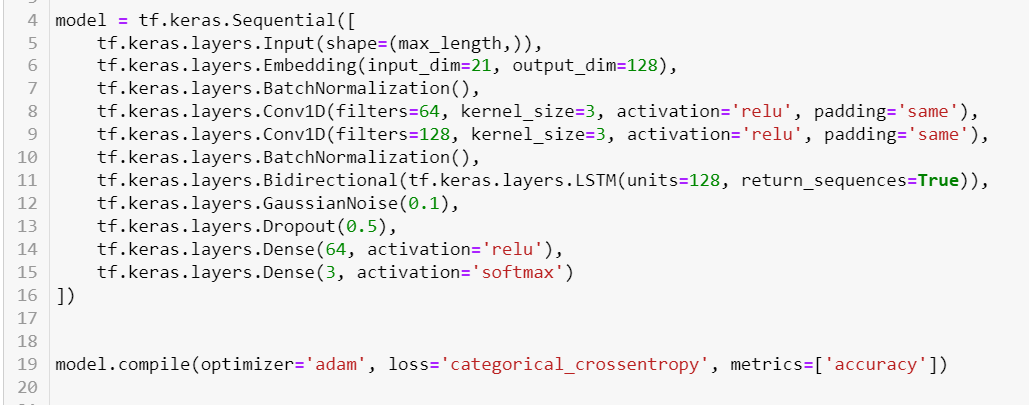 4 model = tf.keras.Sequential([
5     tf.keras.layers.Input(shape=(max_length,)),
6     tf.keras.layers.Embedding(input_dim=21, output_dim=128),
7     tf.keras.layers.BatchNormalization(),
8     tf.keras.layers.Conv1D(filters=64, kernel_size=3, activation='relu', padding='same'),
9     tf.keras.layers.Conv1D(filters=128, kernel_size=3, activation='relu', padding='same'),
10     tf.keras.layers.BatchNormalization(),
11     tf.keras.layers.Bidirectional(tf.keras.layers.LSTM(units=128, return_sequences=True)),
12     tf.keras.layers.GaussianNoise(0.1),
13     tf.keras.layers.Dropout(0.5),
14     tf.keras.layers.Dense(64, activation='relu'),
15     tf.keras.layers.Dense(3, activation='softmax')
16 ])
17
18
19 model.compile(optimizer='adam', loss='categorical_crossentropy', metrics=['accuracy'])
20